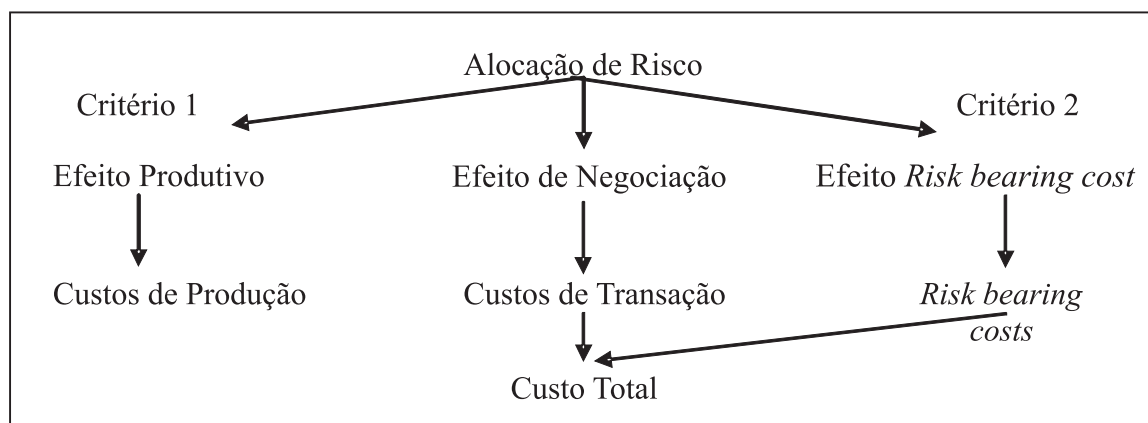 Alocação de Risco
Critério 1
Critério 2
Efeito Produtivo
Efeito de Negociação
Efeito Risk bearing cost
Custos de Produção
Custos de Transação
Risk bearing
costs
Custo Total